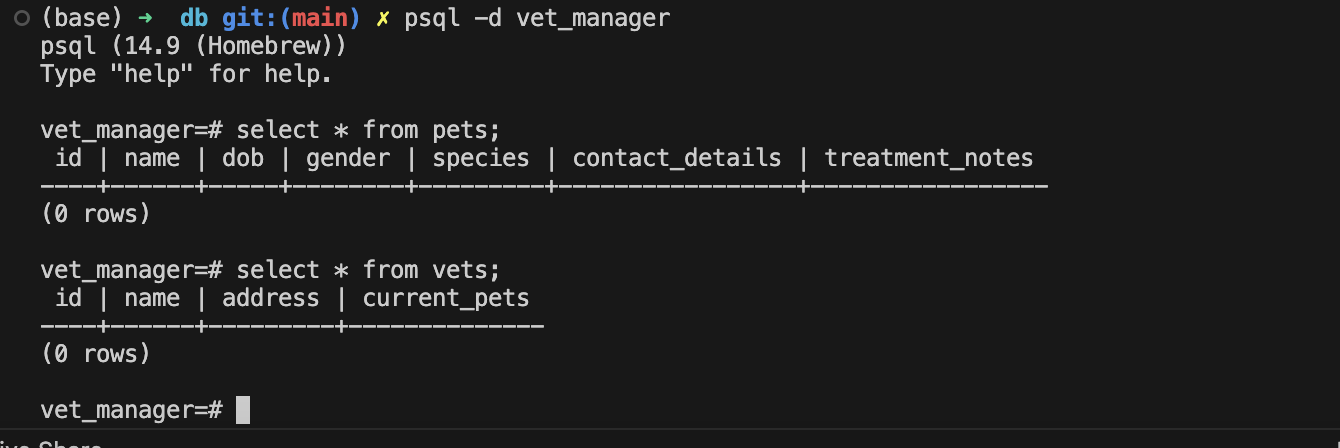 (base) ➜ db git:(main) ✗ psql -d vet_manager
psql (14.9 (Homebrew))
Type "help" for help.
vet_manager=# select * from pets;
 id | name | dob | gender | species | contact_details | treatment_notes
----+------+-----+--------+---------+-----------------+-----------------
(0 rows)
vet_manager=# select * from vets;
 id | name | address | current_pets
----+------+---------+--------------
(0 rows)
vet_manager=#
Share